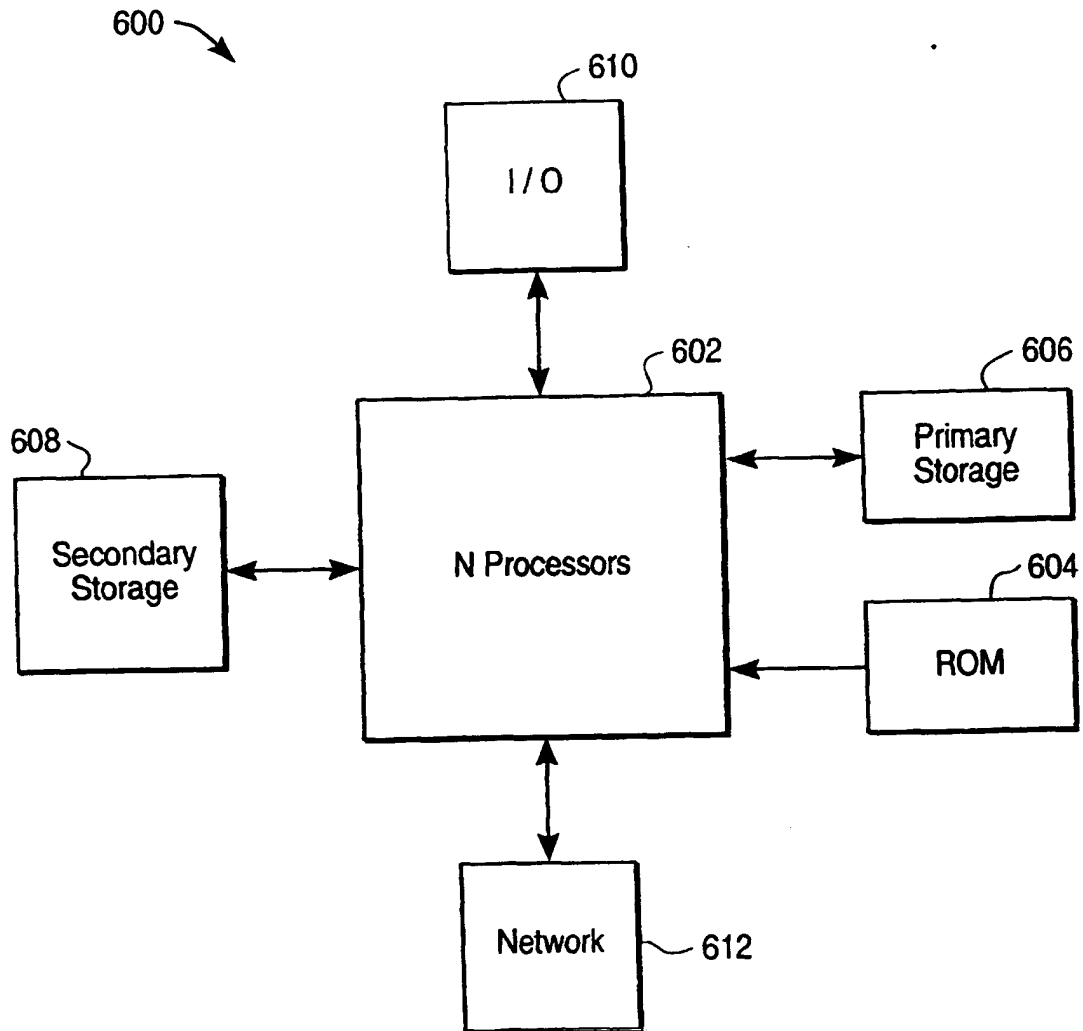 600
610
I / O
602
606
Primary
Storage
608
Secondary
Storage
N Processors
604
ROM
Network
612